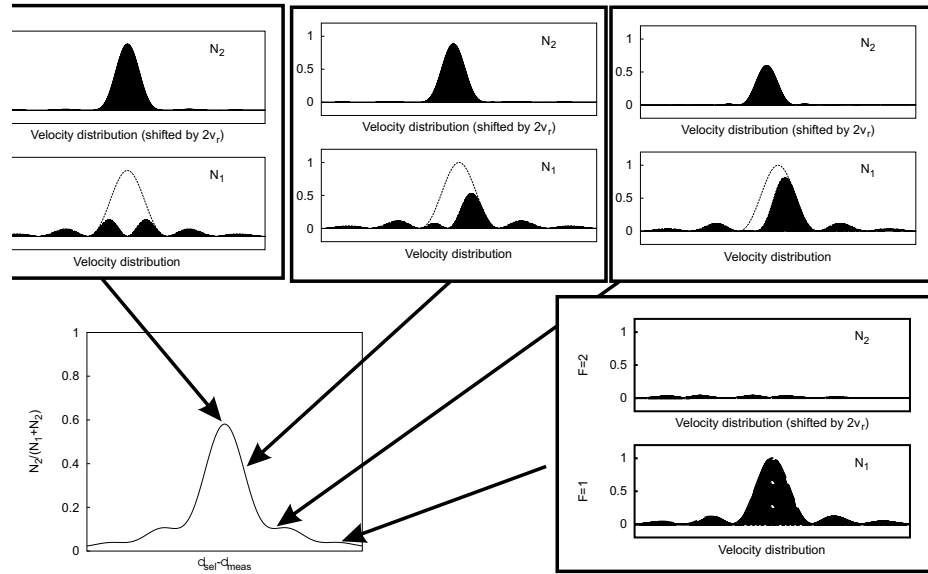 N2
Velocity distribution (shifted by 2vr)
N1
Velocity distribution
1
0.5
0
N2
Velocity distribution (shifted by 2vr)
1
0.5
0
N1
Velocity distribution
1
0.5
0
N2
Velocity distribution (shifted by 2vr)
1
0.5
0
N1
Velocity distribution
1
0.8
0.6
0.4
0.2
0
N2/(N1+N2)
dsel-dmeas
F=2
1
0.5
0
N2
Velocity distribution (shifted by 2vr)
F=1
1
0.5
0
N1
Velocity distribution